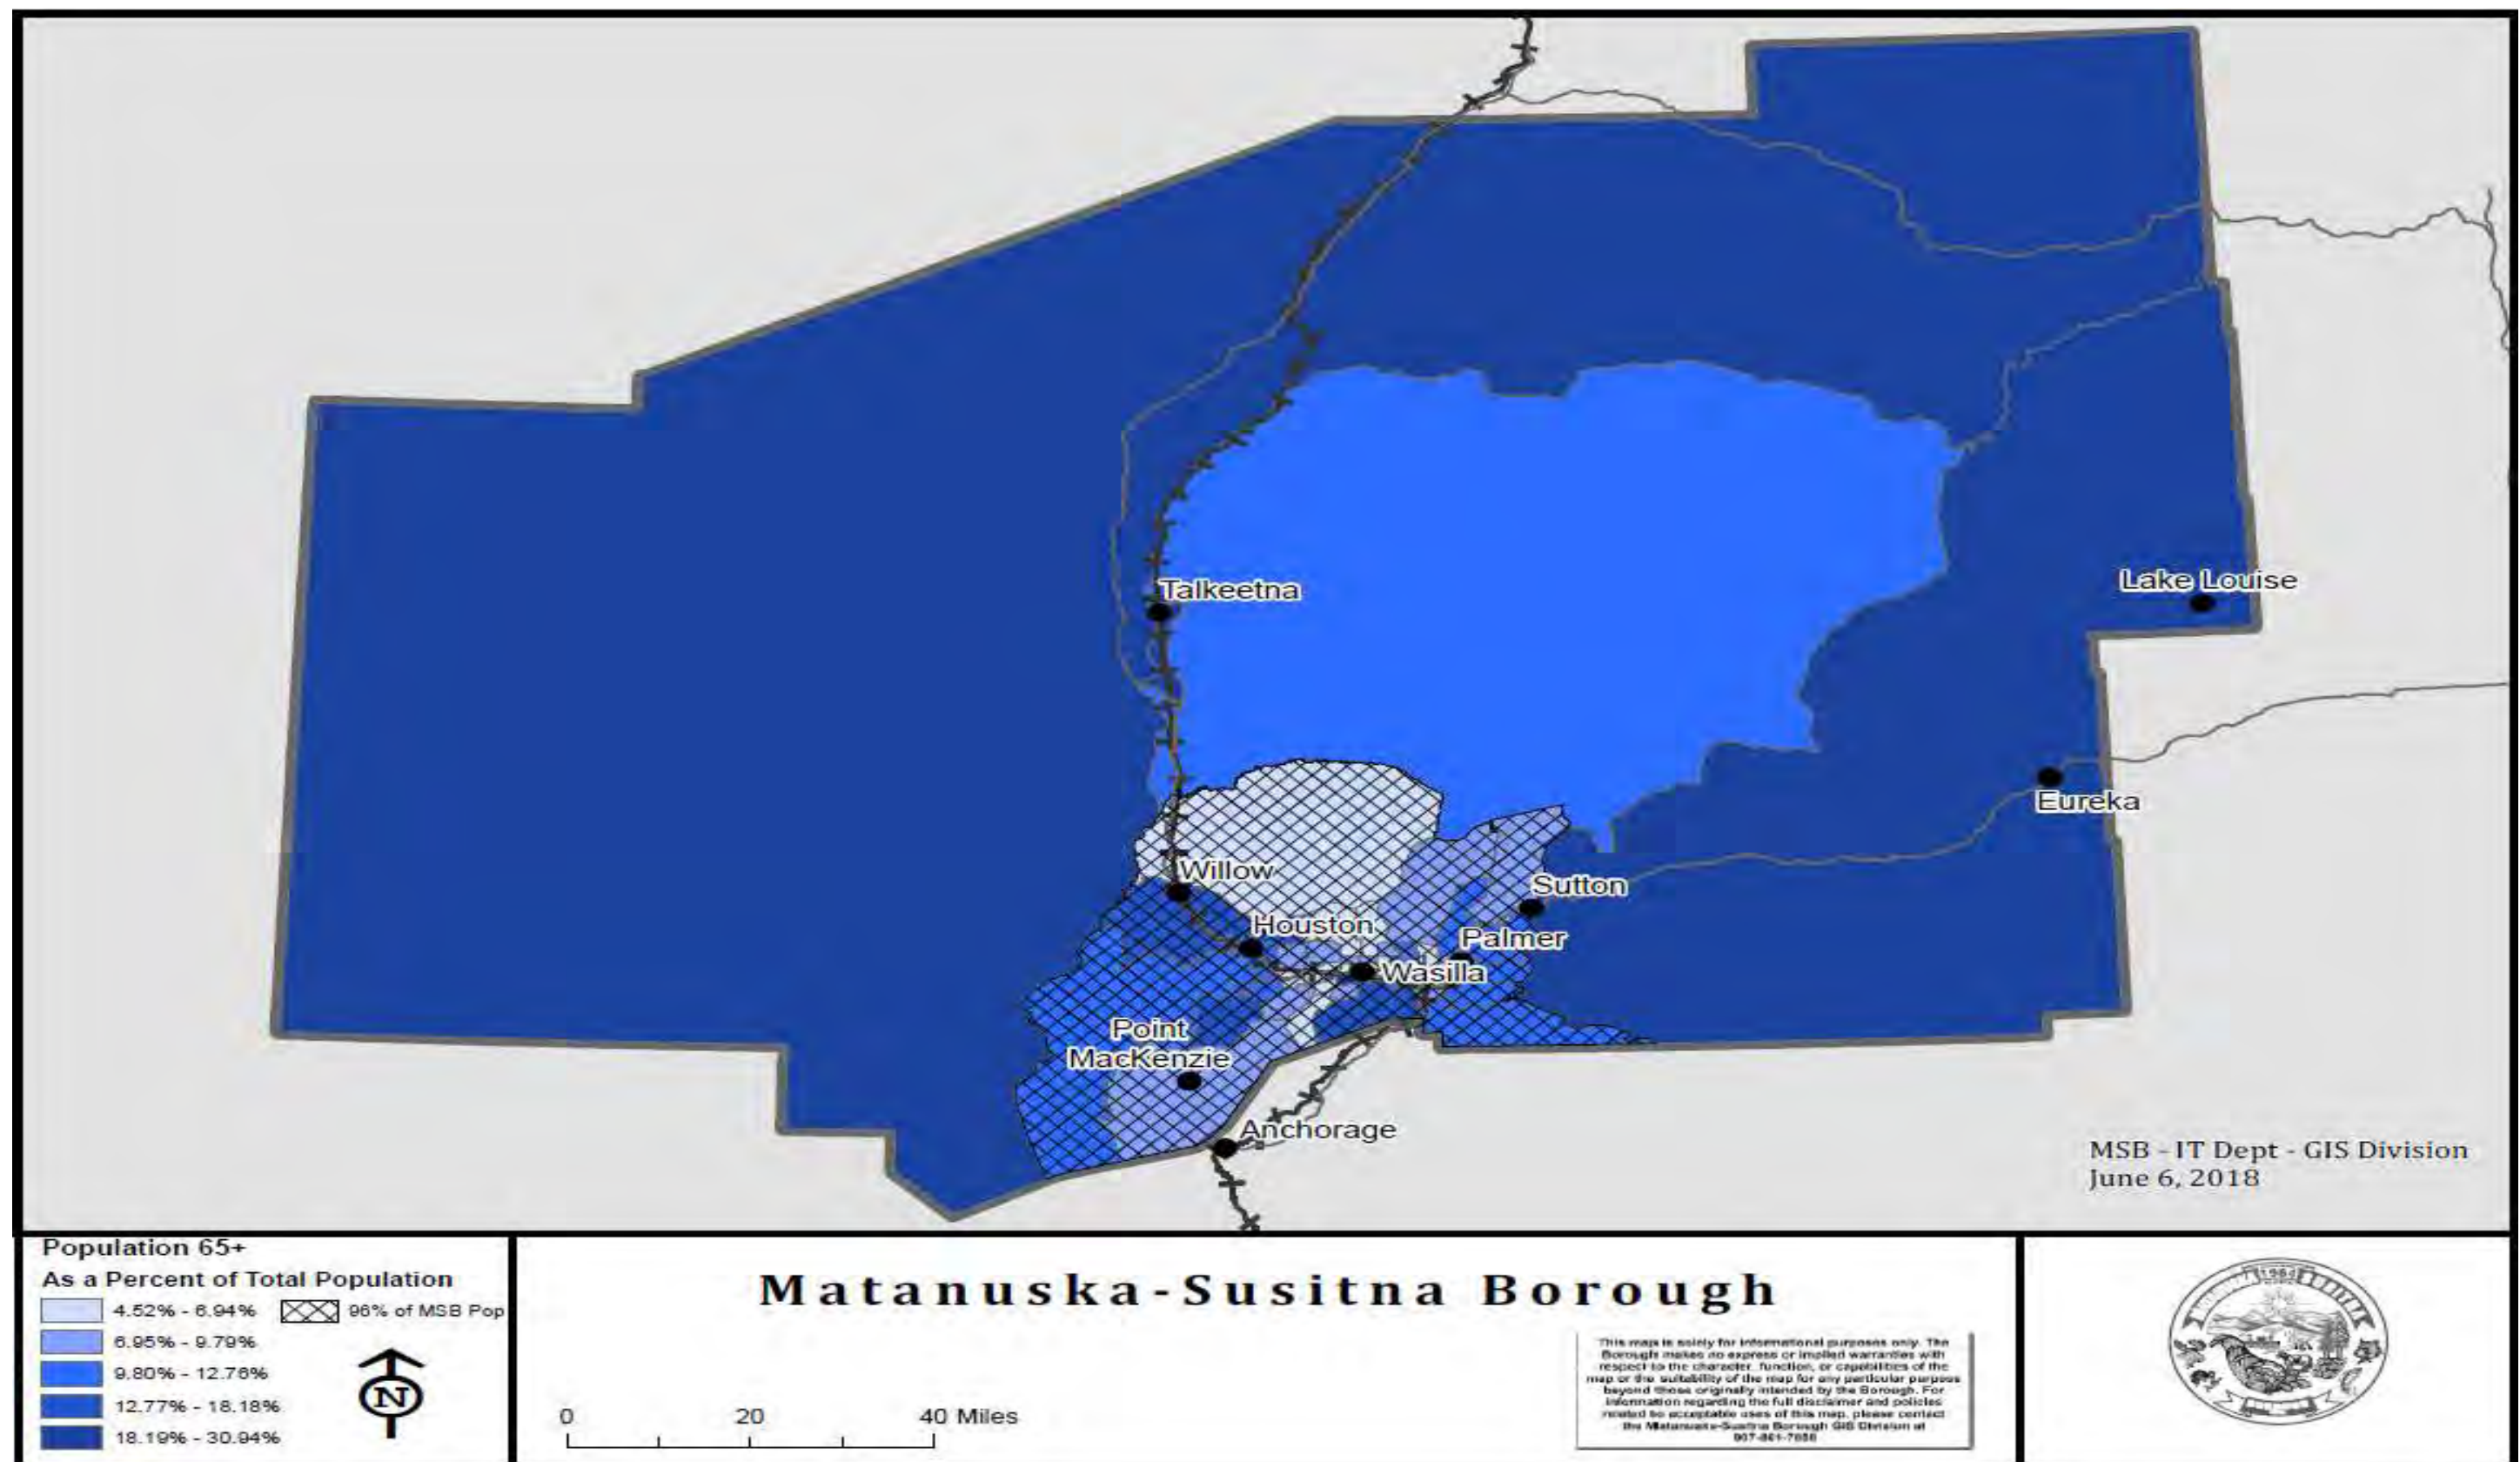 Talkeetna
Lake Louise
Eureka
Willow
Sutton
Houston
Palmer
Wasilla
Point
MacKenzie
Anchorage
MSB - IT Dept - GIS Division
June 6, 2018
Population 65+
As a Percent of Total Population
4.52% - 6.94%
96% of MSB Pop
6.95% - 9.79%
9.80% - 12.76%
12.77% - 18.18%
18.19% - 30.94%
N
Matanuska-Susitna Borough
0 20 40 Miles
This map is solely for informational purposes only. The
Borough makes no express or implied warranties with
respect to the character, function, or capabilities of the
map or the suitability of the map for any particular purpose
beyond those originally intended by the Borough. For
information regarding the full disclaimer and policies
related to acceptable uses of this map, please contact
the Matanuska-Susitna Borough GIS Division at
1964